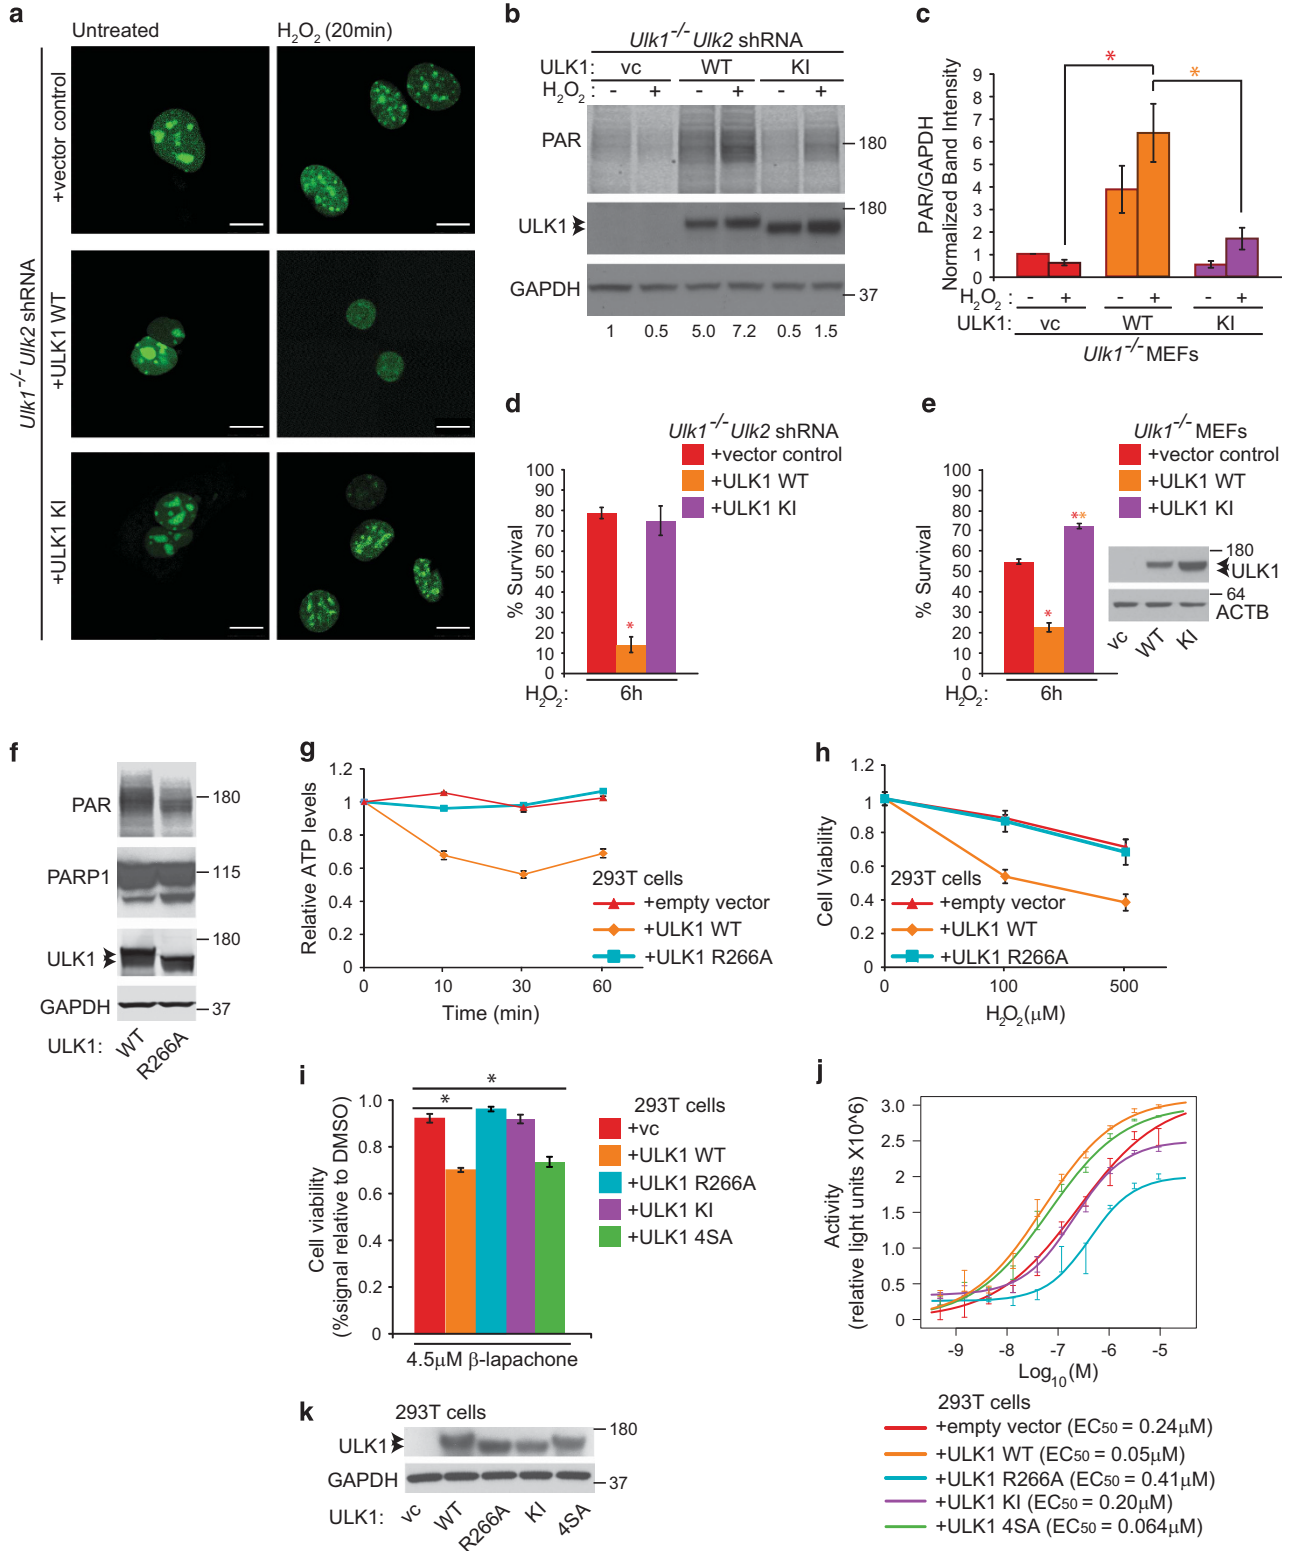 a
Untreated
H2O2 (20min)
Ulk1-/- Ulk2 shRNA
+vector control
+ULK1 WT
+ULK1 KI
b
Ulk1-/- Ulk2 shRNA
ULK1: vc WT KI
H2O2 : - + - + - +
PAR
180
180
ULK1
GAPDH
37
1 0.5 5.0 7.2 0.5 1.5
c
PAR/GAPDH
Normalized Band Intensity
9
8
7
6
5
4
3
2
1
0
*
*
H2O2 : - + - + - +
ULK1: vc WT KI
Ulk1-/- MEFs
d
Ulk1-/- Ulk2 shRNA
+vector control
+ULK1 WT
+ULK1 KI
% Survival
100
90
80
70
60
50
40
30
20
10
0
*
H2O2: 6h
e
Ulk1-/- MEFs
+vector control
+ULK1 WT
+ULK1 KI
% Survival
100
90
80
70
60
50
40
30
20
10
0
*
**
H2O2: 6h
180
ULK1
64
ACTB
vc WT KI
f
PAR
180
PARP1
115
180
ULK1
GAPDH
37
ULK1: WT R266A
g
Relative ATP levels
1.2
1
0.8
0.6
0.4
0.2
0
293T cells
+empty vector
+ULK1 WT
+ULK1 R266A
0 10 30 60
Time (min)
h
Cell Viability
1.2
1
0.8
0.6
0.4
0.2
0
293T cells
+empty vector
+ULK1 WT
+ULK1 R266A
0 100 500
H2O2(μM)
i
Cell viability
(%signal relative to DMSO)
1.0
0.8
0.6
0.4
0.2
0
*
*
4.5μM β-lapachone
293T cells
+vc
+ULK1 WT
+ULK1 R266A
+ULK1 KI
+ULK1 4SA
j
Activity
(relative light units X10^6)
3.0
2.5
2
1.5
1.0
0.5
0
-9 -8 -7 -6 -5
Log10(M)
293T cells
+empty vector (EC50 = 0.24μM)
+ULK1 WT (EC50 = 0.05μM)
+ULK1 R266A (EC50 = 0.41μM)
+ULK1 KI (EC50 = 0.20μM)
+ULK1 4SA (EC50 = 0.064μM)
k
293T cells
180
ULK1
GAPDH
37
ULK1: vc WT R266A KI 4SA